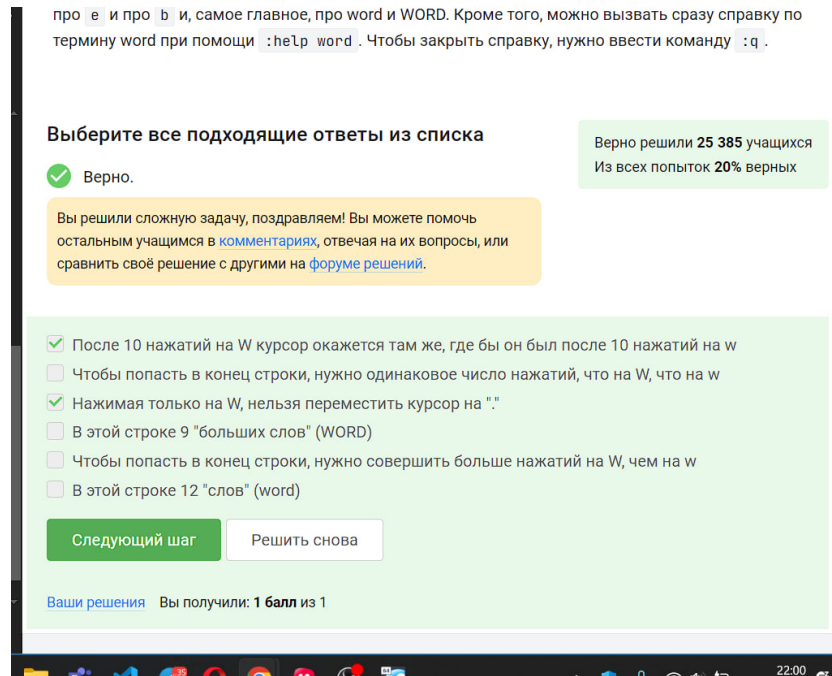 про e и про b и, самое главное, про word и WORD. Кроме того, можно вызвать сразу справку по
термину word при помощи :help word. Чтобы закрыть справку, нужно ввести команду :q.
Выберите все подходящие ответы из списка
Верно решили 25 385 учащихся
Из всех попыток 20% верных
Верно.
Вы решили сложную задачу, поздравляем! Вы можете помочь
остальным учащимся в комментариях, отвечая на их вопросы, или
сравнить своё решение с другими на форуме решений.
После 10 нажатий на W курсор окажется там же, где бы он был после 10 нажатий на w
Чтобы попасть в конец строки, нужно одинаковое число нажатий, что на W, что на w
Нажимая только на W, нельзя переместить курсор на "."
В этой строке 9 "больших слов" (WORD)
Чтобы попасть в конец строки, нужно совершить больше нажатий на W, чем на w
В этой строке 12 "слов" (word)
Следующий шаг
Решить снова
Ваши решения Вы получили: 1 балл из 1
22:00